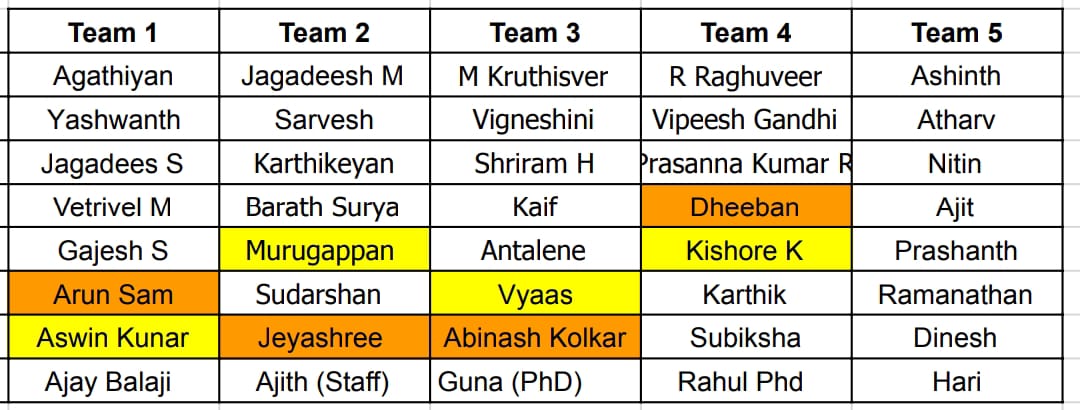 Team 1 Team 2 Team 3 Team 4 Team 5
Agathiyan Jagadeesh M M Kruthisver R Raghuveer Ashinth
Yashwanth Sarvesh Vigneshini Vipeesh Gandhi Atharv
Jagadees S Karthikeyan Shriram H Prasanna Kumar R Nitin
Vetrivel M Barath Surya Kaif Dheeban Ajit
Gajesh S Murugappan Antalene Kishore K Prashanth
Arun Sam Sudarshan Vyaas Karthik Ramanathan
Aswin Kunar Jeyashree Abinash Kolkar Subiksha Dinesh
Ajay Balaji Ajith (Staff) Guna (PhD) Rahul Phd Hari